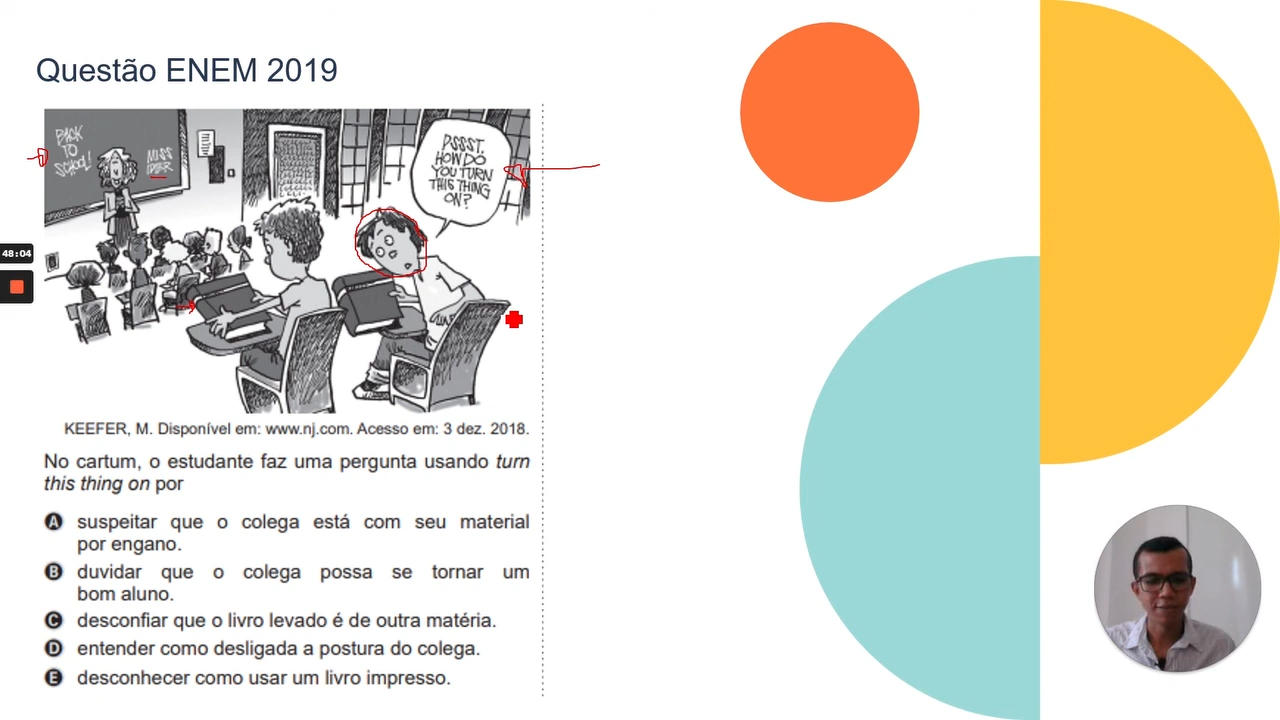 Questão ENEM 2019
BACK
TO
SCHOOL!
MISS
PSSST.
HOW DO
YOU TURN
THIS THING
ON?
48:04
KEEFER, M. Disponível em: www.nj.com. Acesso em: 3 dez. 2018.
No cartum, o estudante faz uma pergunta usando turn
this thing on por
A suspeitar que o colega está com seu material
por engano.
B duvidar que o colega possa se tornar um
bom aluno.
C desconfiar que o livro levado é de outra matéria.
D entender como desligada a postura do colega.
E desconhecer como usar um livro impresso.